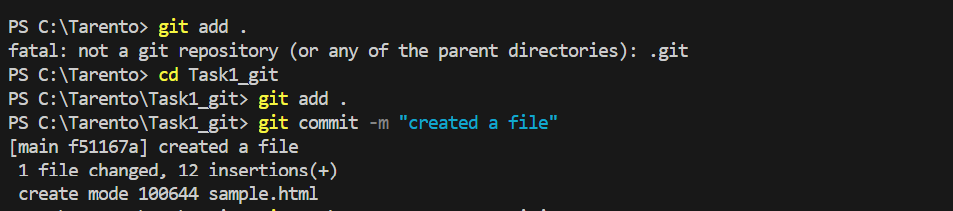 PS C:\Tarento> git add .
fatal: not a git repository (or any of the parent directories): .git
PS C:\Tarento> cd Task1_git
PS C:\Tarento\Task1_git> git add .
PS C:\Tarento\Task1_git> git commit -m "created a file"
[main f51167a] created a file
 1 file changed, 12 insertions(+)
 create mode 100644 sample.html